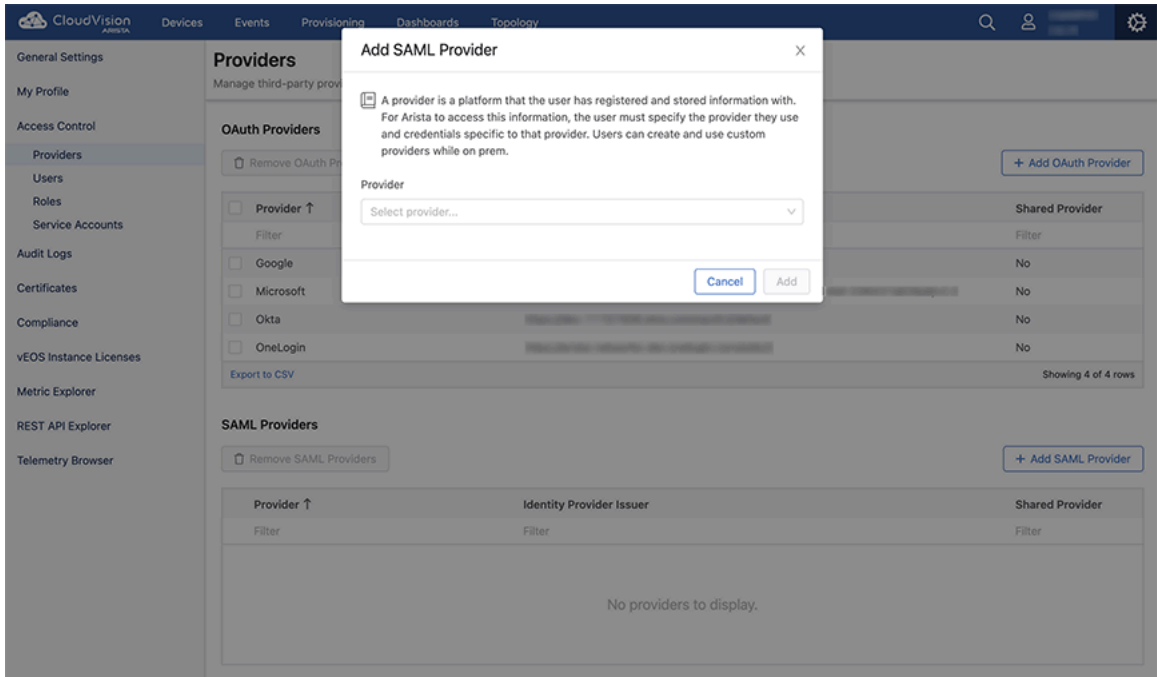 CloudVision
ARISTA
Devices
Events
Provisioning
Dashboards
Topology
General Settings
My Profile
Access Control
Providers
Users
Roles
Service Accounts
Audit Logs
Certificates
Compliance
vEOS Instance Licenses
Metric Explorer
REST API Explorer
Telemetry Browser
Providers
Manage third-party provi
Add SAML Provider
A provider is a platform that the user has registered and stored information with.
For Arista to access this information, the user must specify the provider they use
and credentials specific to that provider. Users can create and use custom
providers while on prem.
Provider
Select provider...
Cancel
Add
OAuth Providers
Remove OAuth Pr
+ Add OAuth Provider
Provider ↑
Shared Provider
Filter
Filter
Google
No
Microsoft
No
Okta
No
OneLogin
No
Export to CSV
Showing 4 of 4 rows
SAML Providers
Remove SAML Providers
+ Add SAML Provider
Provider ↑
Identity Provider Issuer
Shared Provider
Filter
Filter
Filter
No providers to display.